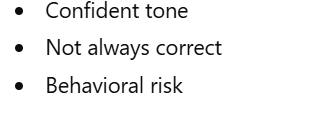 • Confident tone
• Not always correct
• Behavioral risk